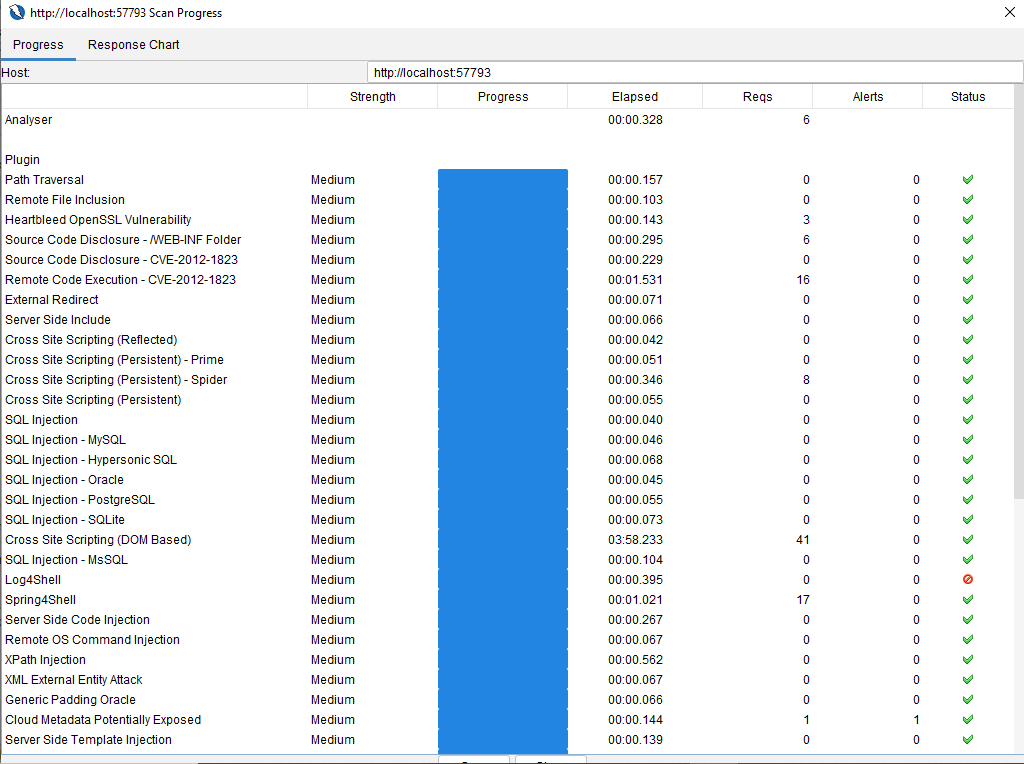 http://localhost:57793 Scan Progress
Progress Response Chart
Host: http://localhost:57793
Strength Progress Elapsed Reqs Alerts Status
Analyser 00:00.328 6
Plugin
Path Traversal Medium 00:00.157 0 0
Remote File Inclusion Medium 00:00.103 0 0
Heartbleed OpenSSL Vulnerability Medium 00:00.143 3 0
Source Code Disclosure - /WEB-INF Folder Medium 00:00.295 6 0
Source Code Disclosure - CVE-2012-1823 Medium 00:00.229 0 0
Remote Code Execution - CVE-2012-1823 Medium 00:01.531 16 0
External Redirect Medium 00:00.071 0 0
Server Side Include Medium 00:00.066 0 0
Cross Site Scripting (Reflected) Medium 00:00.042 0 0
Cross Site Scripting (Persistent) - Prime Medium 00:00.051 0 0
Cross Site Scripting (Persistent) - Spider Medium 00:00.346 8 0
Cross Site Scripting (Persistent) Medium 00:00.055 0 0
SQL Injection Medium 00:00.040 0 0
SQL Injection - MySQL Medium 00:00.046 0 0
SQL Injection - Hypersonic SQL Medium 00:00.068 0 0
SQL Injection - Oracle Medium 00:00.045 0 0
SQL Injection - PostgreSQL Medium 00:00.055 0 0
SQL Injection - SQLite Medium 00:00.073 0 0
Cross Site Scripting (DOM Based) Medium 03:58.233 41 0
SQL Injection - MsSQL Medium 00:00.104 0 0
Log4Shell Medium 00:00.395 0 0
Spring4Shell Medium 00:01.021 17 0
Server Side Code Injection Medium 00:00.267 0 0
Remote OS Command Injection Medium 00:00.067 0 0
XPath Injection Medium 00:00.562 0 0
XML External Entity Attack Medium 00:00.067 0 0
Generic Padding Oracle Medium 00:00.066 0 0
Cloud Metadata Potentially Exposed Medium 00:00.144 1 1
Server Side Template Injection Medium 00:00.139 0 0